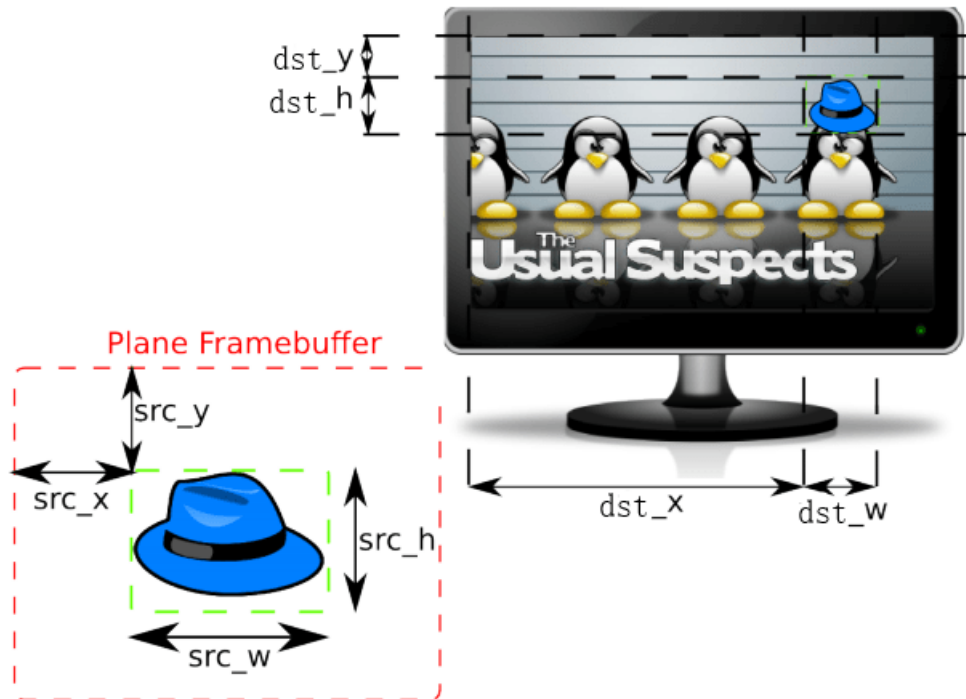 dst_y
dst_h
The
Usual Suspects
Plane Framebuffer
src_y
src_x
src_h
src_w
dst_x
dst_w